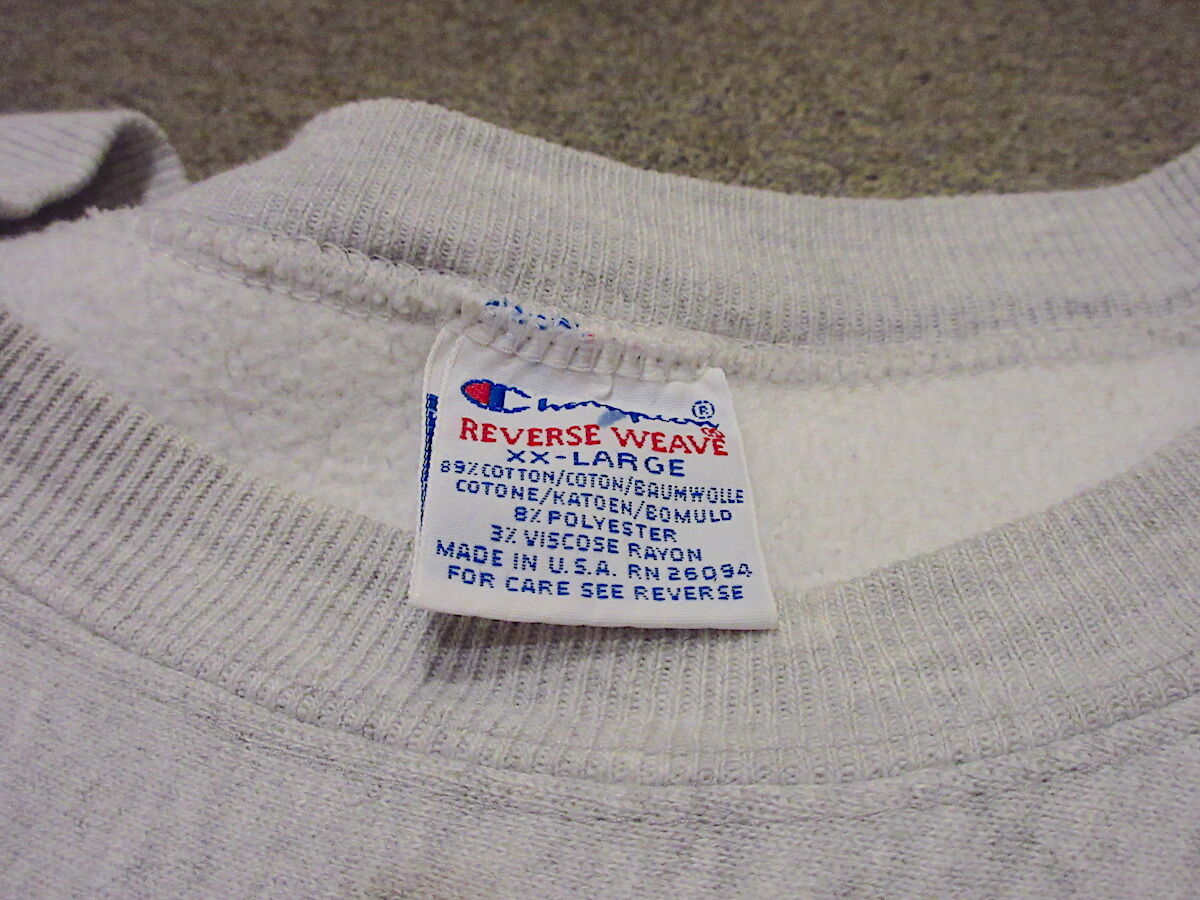 Champion®
REVERSE WEAVE®
XX-LARGE
89% COTTON/COTON/BAUMWOLLE
COTONE/KATOEN/BOMULD
8% POLYESTER
3% VISCOSE RAYON
MADE IN U.S.A. RN 26094
FOR CARE SEE REVERSE